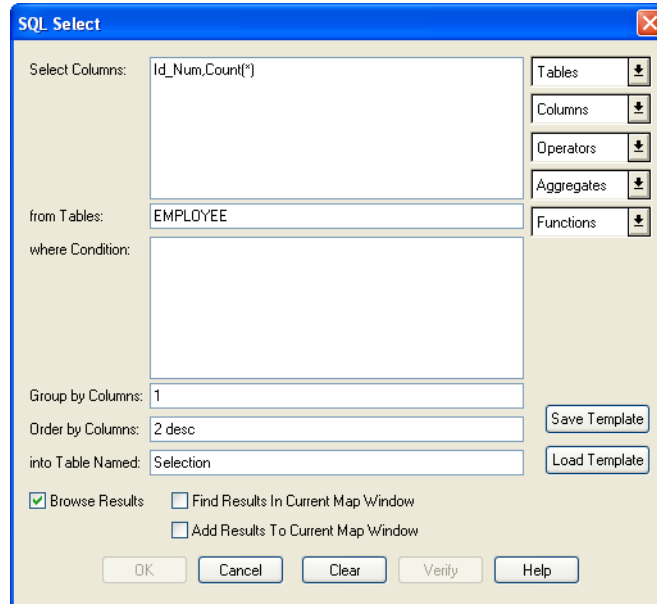 SQL Select
Select Columns: Id_Num,Count(*)
Tables
Columns
Operators
Aggregates
from Tables: EMPLOYEE
Functions
where Condition:
Group by Columns: 1
Save Template
Order by Columns: 2 desc
into Table Named: Selection
Load Template
Browse Results Find Results In Current Map Window
Add Results To Current Map Window
OK Cancel Clear Verify Help